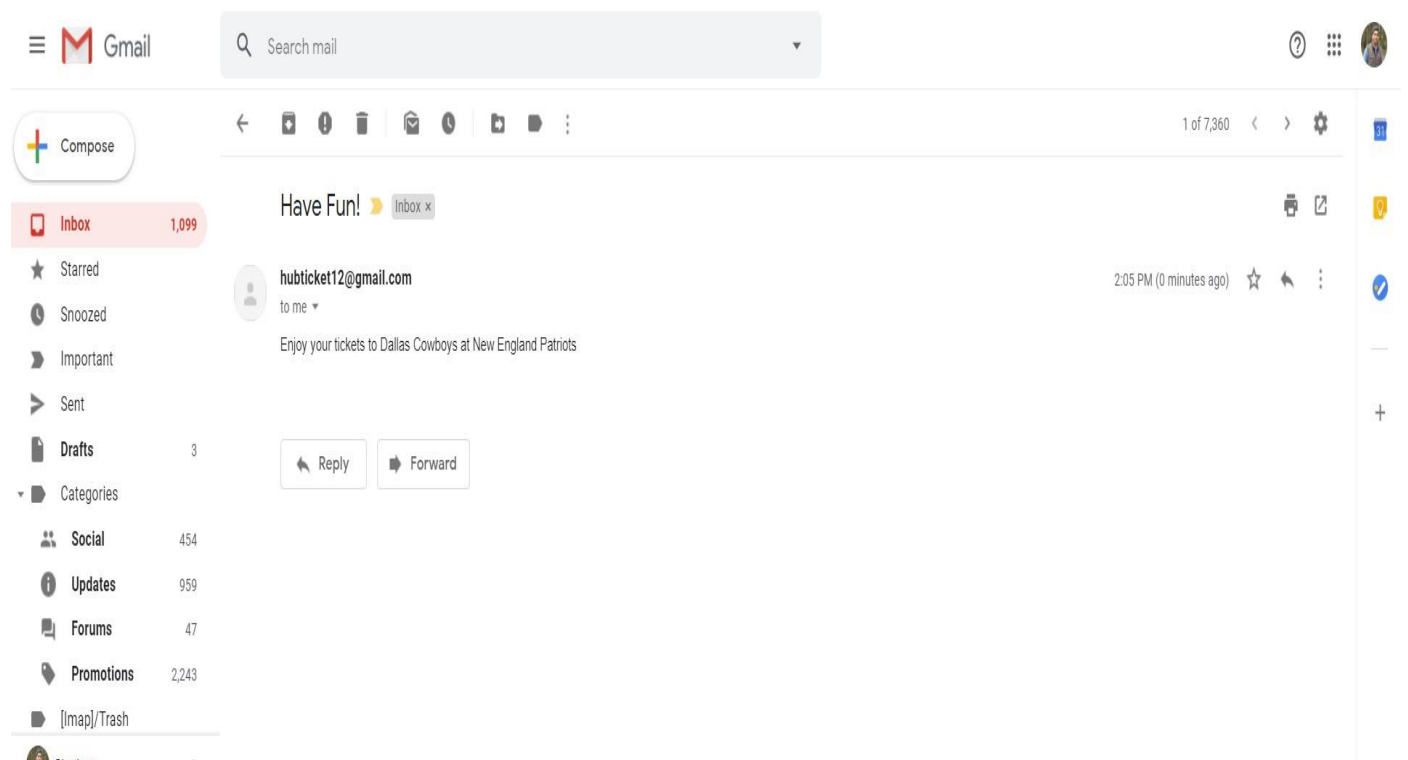 Gmail
Search mail
Compose
1 of 7,360
31
Inbox 1,099
Starred
Snoozed
Important
Sent
Drafts 3
Categories
Social 454
Updates 959
Forums 47
Promotions 2,243
[Imap]/Trash
Have Fun! Inbox ×
hubticket12@gmail.com 2:05 PM (0 minutes ago)
to me
Enjoy your tickets to Dallas Cowboys at New England Patriots
Reply Forward